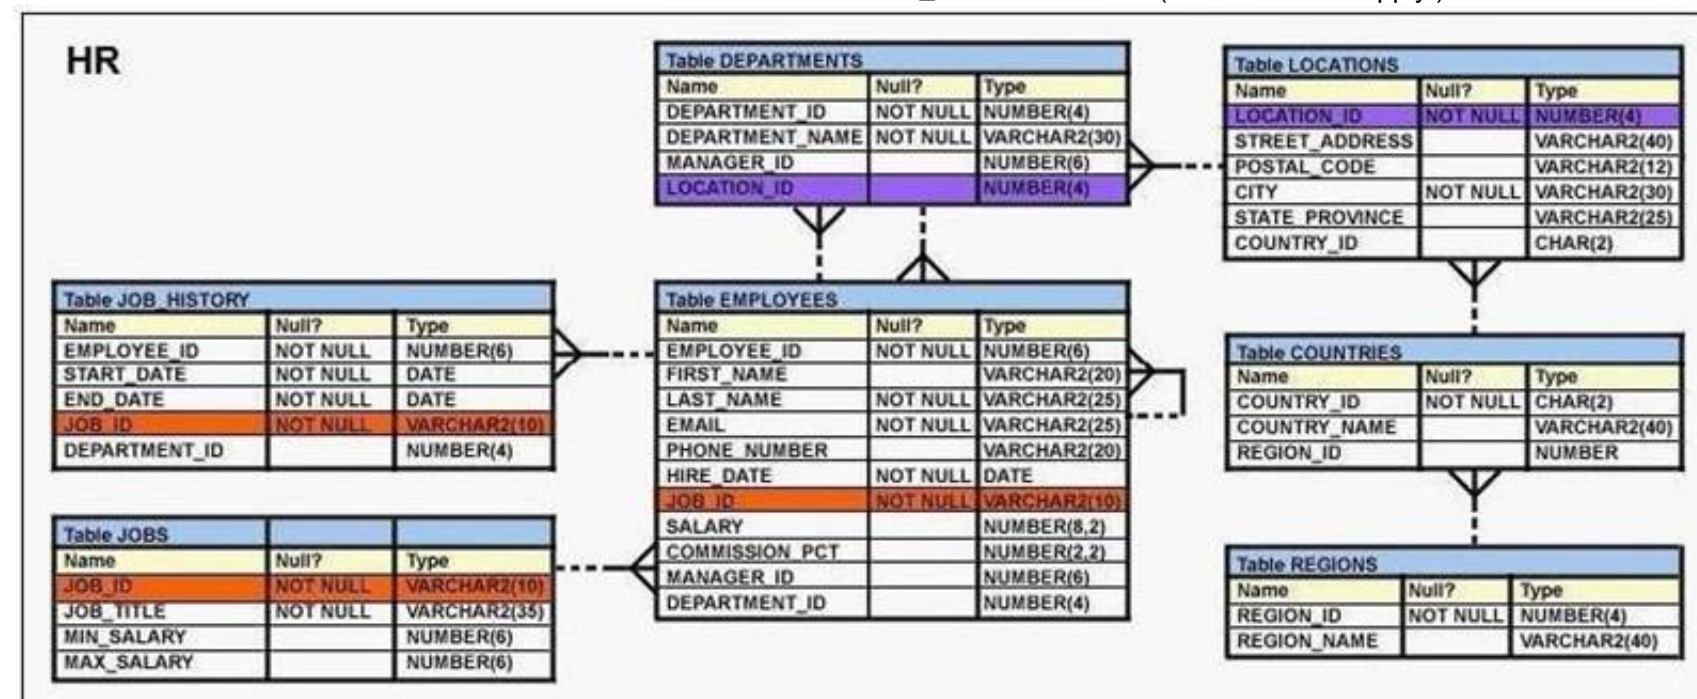 HR
Table DEPARTMENTS
Name Null? Type
DEPARTMENT_ID NOT NULL NUMBER(4)
DEPARTMENT_NAME NOT NULL VARCHAR2(30)
MANAGER_ID NUMBER(6)
LOCATION_ID NUMBER(4)
Table LOCATIONS
Name Null? Type
LOCATION_ID NOT NULL NUMBER(4)
STREET_ADDRESS VARCHAR2(40)
POSTAL_CODE VARCHAR2(12)
CITY NOT NULL VARCHAR2(30)
STATE_PROVINCE VARCHAR2(25)
COUNTRY_ID CHAR(2)
Table JOB_HISTORY
Name Null? Type
EMPLOYEE_ID NOT NULL NUMBER(6)
START_DATE NOT NULL DATE
END_DATE NOT NULL DATE
JOB_ID NOT NULL VARCHAR2(10)
DEPARTMENT_ID NUMBER(4)
Table EMPLOYEES
Name Null? Type
EMPLOYEE_ID NOT NULL NUMBER(6)
FIRST_NAME VARCHAR2(20)
LAST_NAME NOT NULL VARCHAR2(25)
EMAIL NOT NULL VARCHAR2(25)
PHONE_NUMBER VARCHAR2(20)
HIRE_DATE NOT NULL DATE
JOB_ID NOT NULL VARCHAR2(10)
SALARY NUMBER(8,2)
COMMISSION_PCT NUMBER(2,2)
MANAGER_ID NUMBER(6)
DEPARTMENT_ID NUMBER(4)
Table COUNTRIES
Name Null? Type
COUNTRY_ID NOT NULL CHAR(2)
COUNTRY_NAME VARCHAR2(40)
REGION_ID NUMBER
Table JOBS
Name Null? Type
JOB_ID NOT NULL VARCHAR2(10)
JOB_TITLE NOT NULL VARCHAR2(35)
MIN_SALARY NUMBER(6)
MAX_SALARY NUMBER(6)
Table REGIONS
Name Null? Type
REGION_ID NOT NULL NUMBER(4)
REGION_NAME VARCHAR2(40)